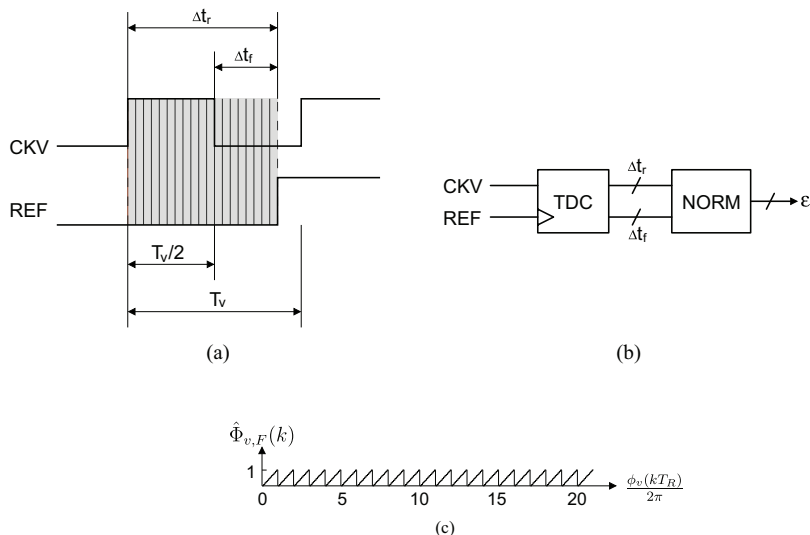 Δtr
Δtf
CKV
REF
Tv/2
Tv
(a)
CKV
REF
TDC
Δtr
Δtf
NORM
ε
(b)
Φ̂v,F(k)
1
0 5 10 15 20
ϕv(kTR)
2π
(c)